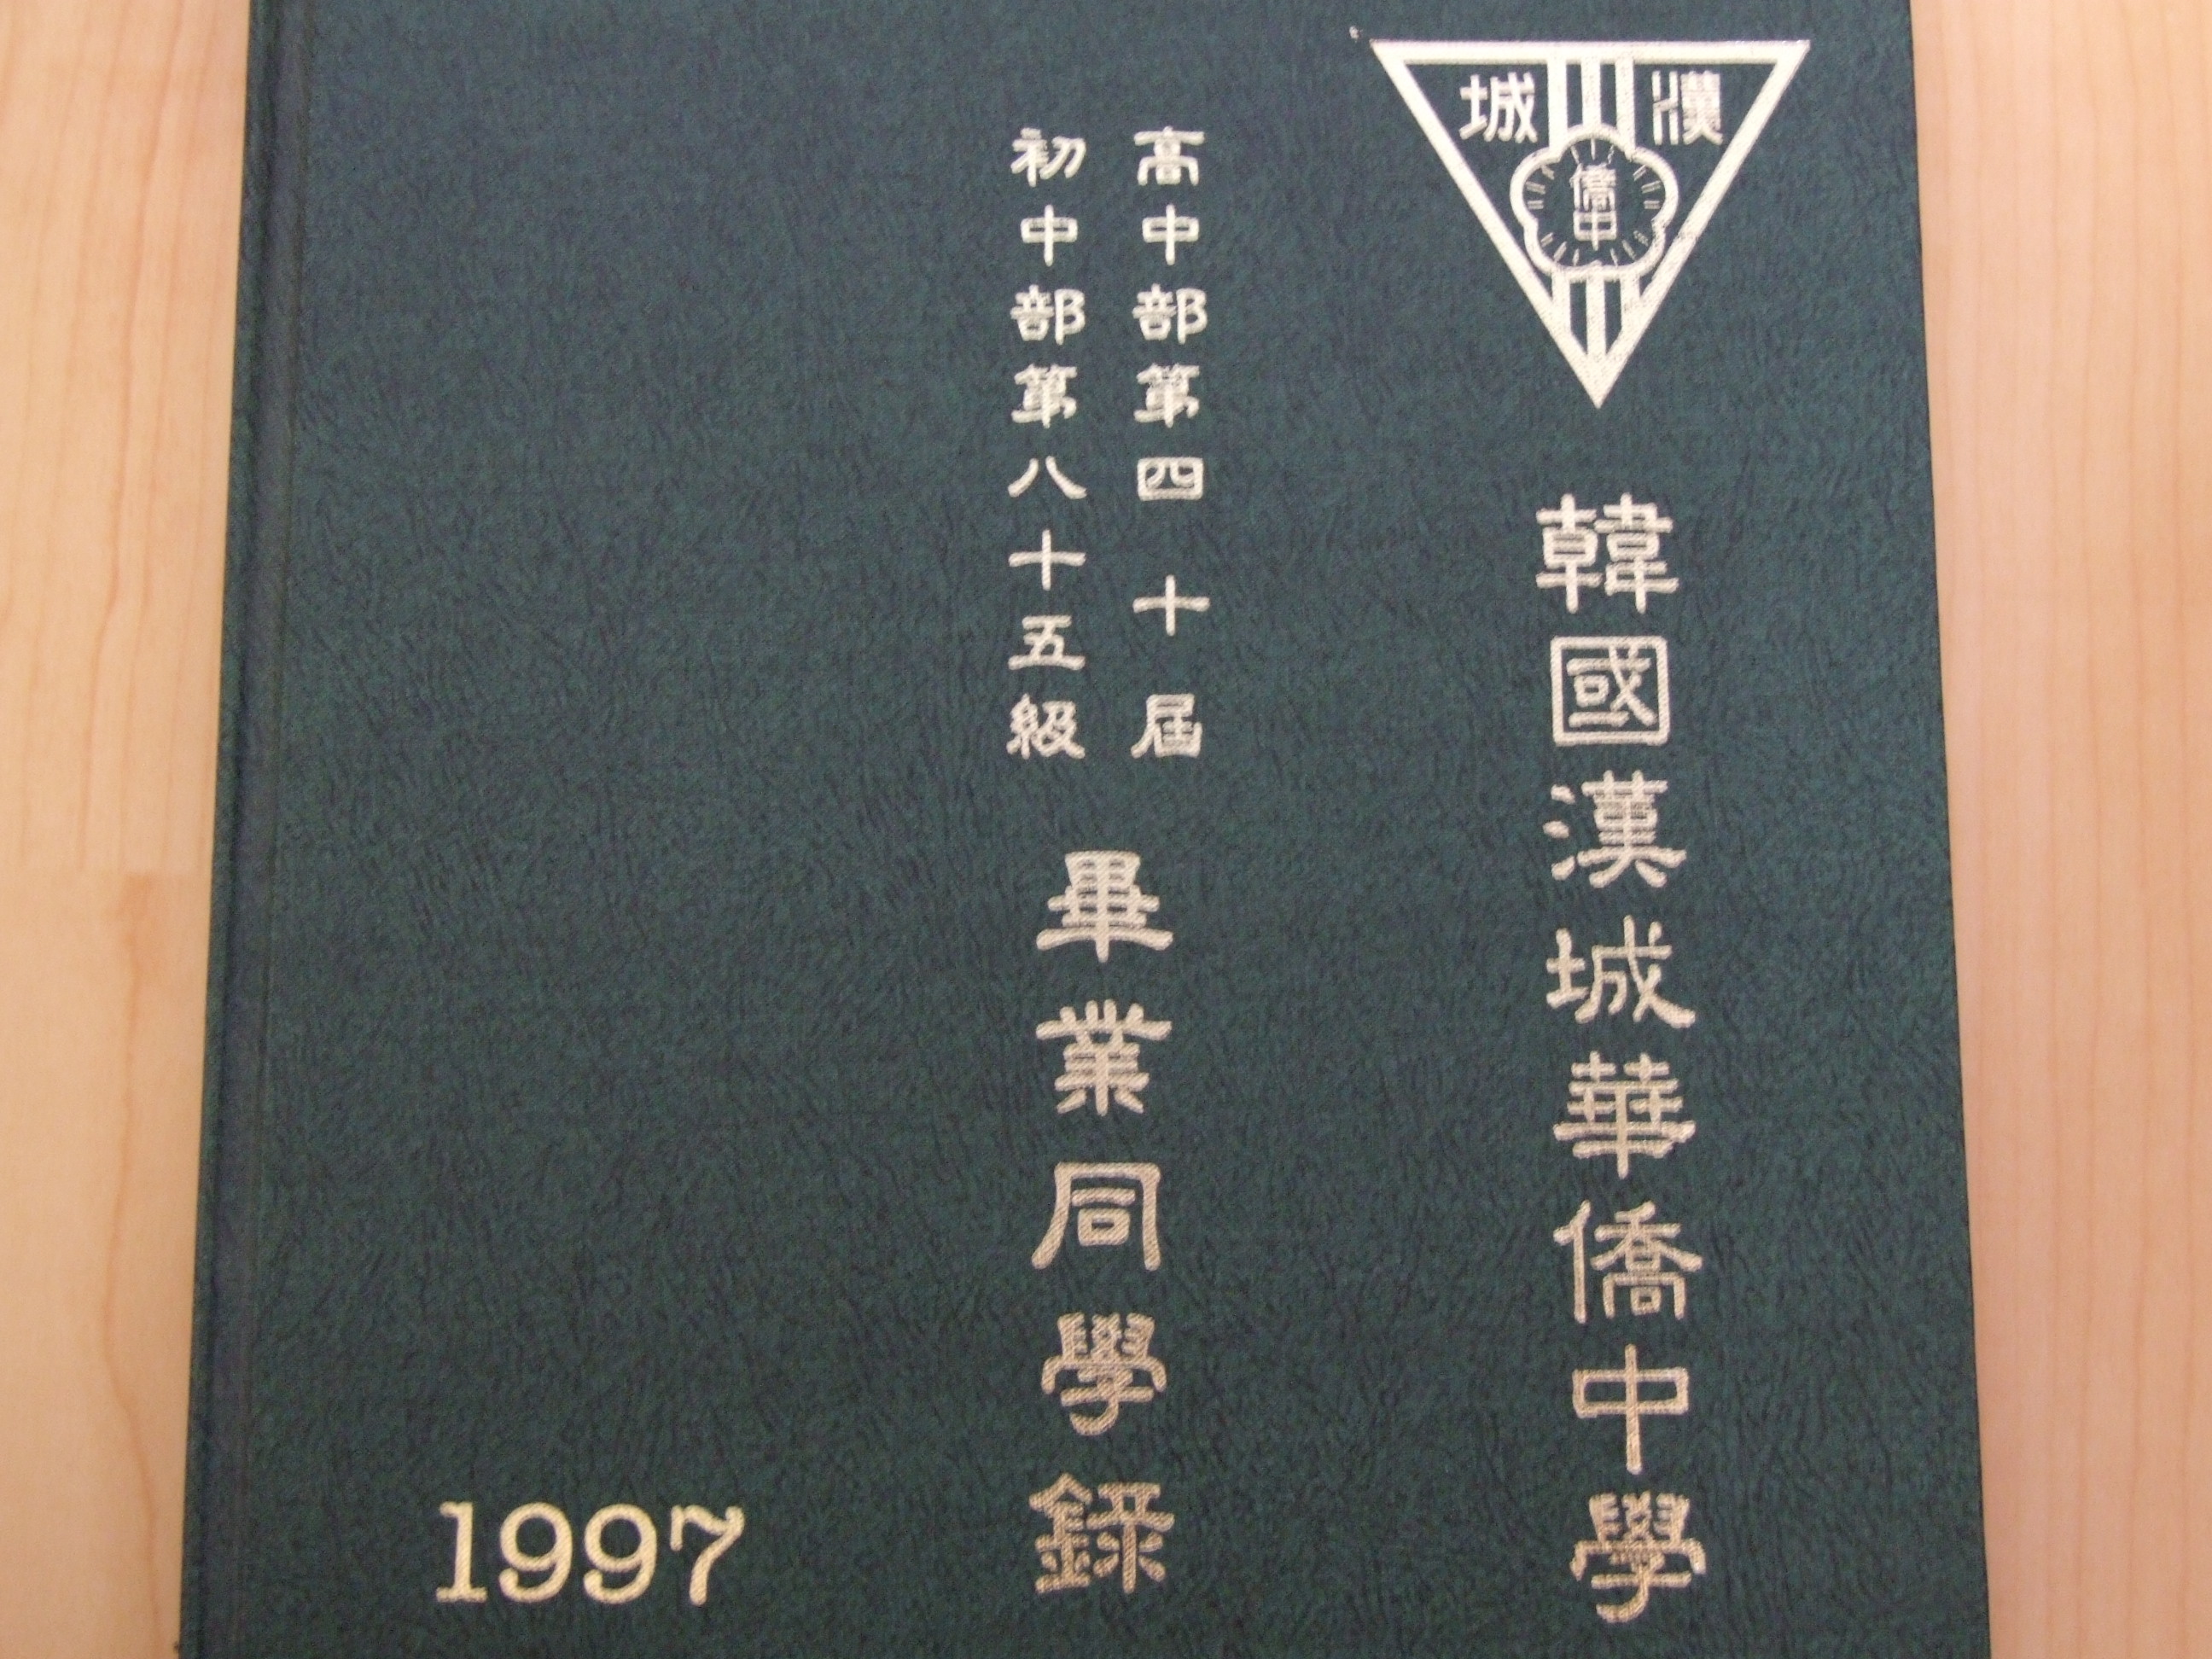 漢城
僑中
韓國漢城華僑中學
高中部第四十屆
初中部第八十五級
畢業同學錄
1997